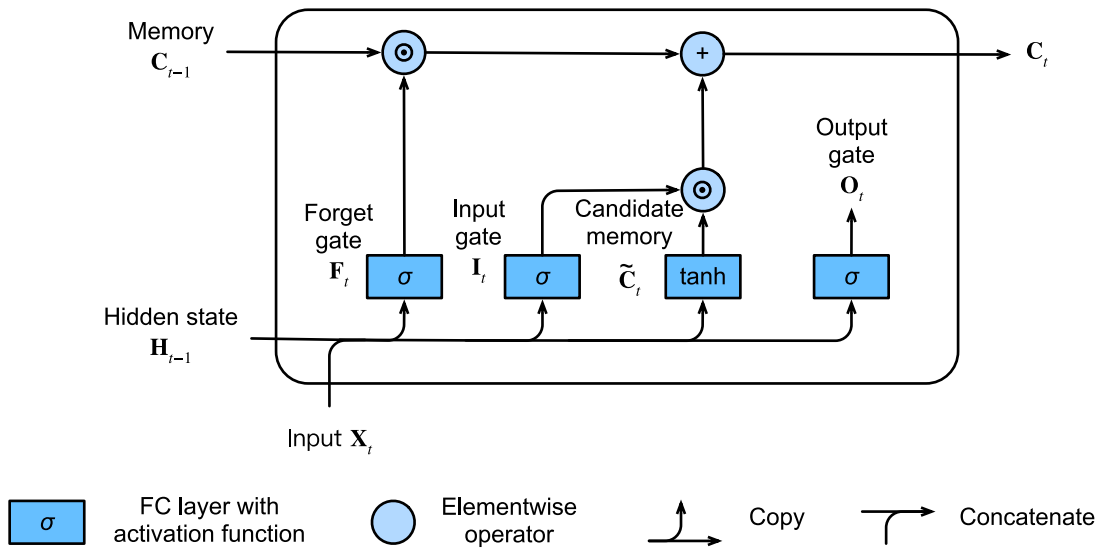 Memory
C_{t−1}
+
C_t
Output
gate
O_t
Forget
gate
F_t
Input
gate
I_t
Candidate
memory
C̃_t
σ
σ
tanh
σ
Hidden state
H_{t−1}
Input X_t
σ
FC layer with
activation function
Elementwise
operator
Copy
Concatenate